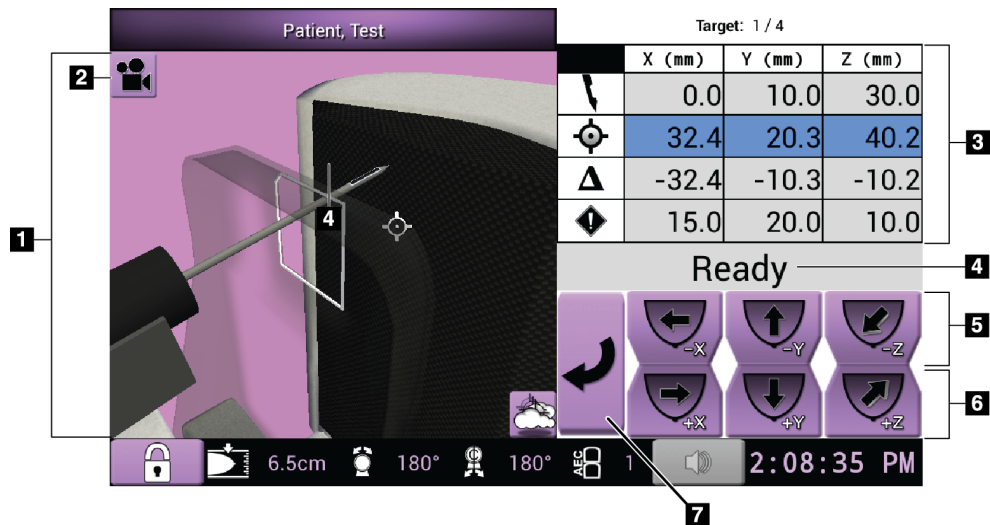 Patient, Test
Target: 1 / 4
X (mm) Y (mm) Z (mm)
0.0 10.0 30.0
32.4 20.3 40.2
Δ -32.4 -10.3 -10.2
! 15.0 20.0 10.0
Ready
-X -Y -Z
+X +Y +Z
6.5cm 180° C 180° AEC 1 2:08:35 PM
1
2
4
3
4
5
6
7